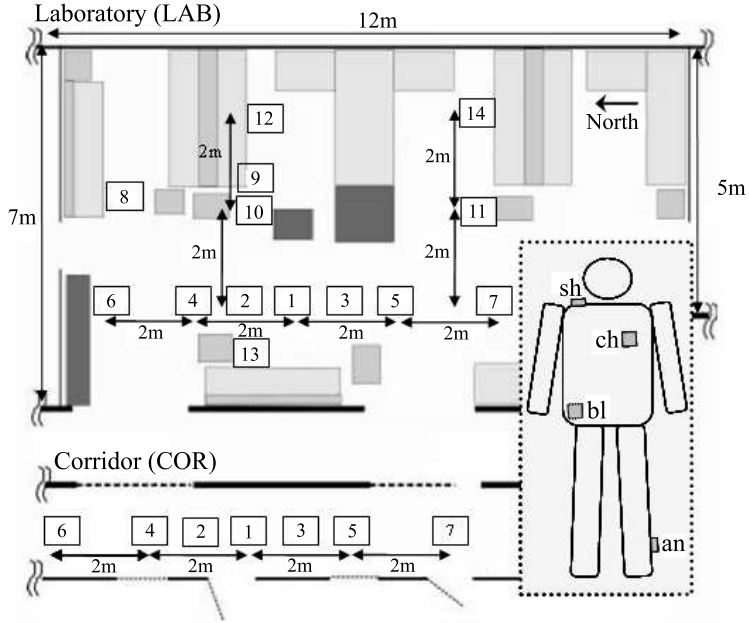 Laboratory (LAB)
12m
12
14
North
2m
2m
9
5m
8
10
11
7m
2m
2m
6
4
2
1
3
5
7
2m
2m
2m
2m
13
sh
ch
bl
an
Corridor (COR)
6
4
2
1
3
5
7
2m
2m
2m
2m